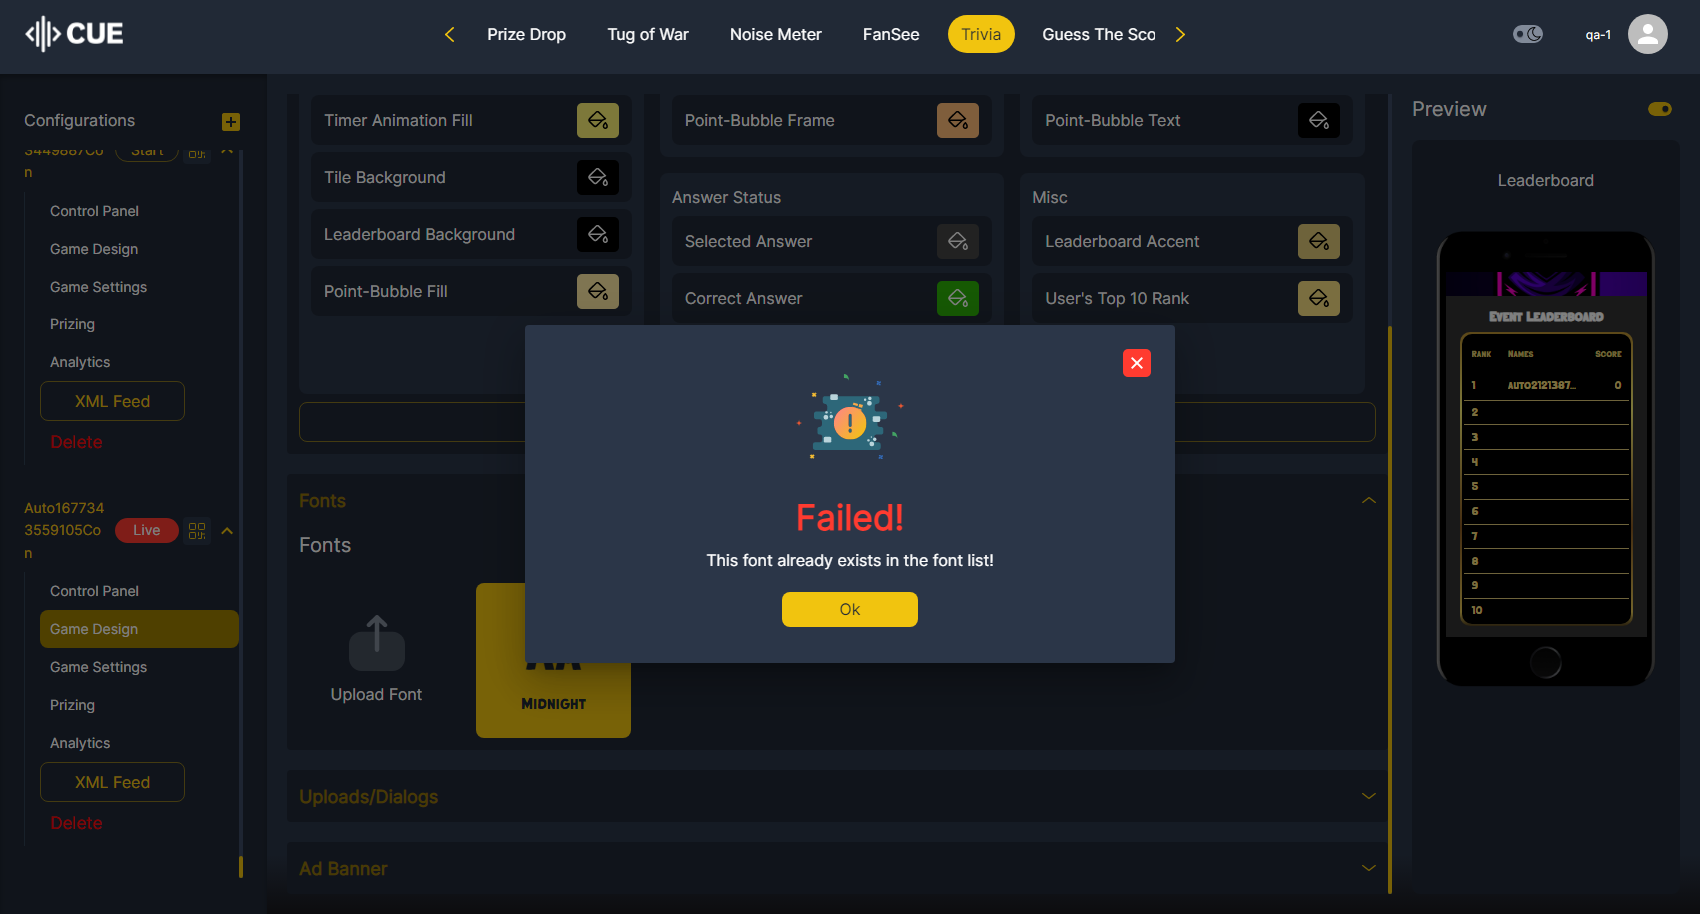 CUE
Prize Drop
Tug of War
Noise Meter
FanSee
Trivia
Guess The Sco
qa-1
Configurations
3449887Co
n
Start
Control Panel
Game Design
Game Settings
Prizing
Analytics
XML Feed
Delete
Auto167734
3559105Co
n
Live
Control Panel
Game Design
Game Settings
Prizing
Analytics
XML Feed
Delete
Timer Animation Fill
Tile Background
Leaderboard Background
Point-Bubble Fill
Point-Bubble Frame
Answer Status
Selected Answer
Correct Answer
Point-Bubble Text
Misc
Leaderboard Accent
User's Top 10 Rank
Failed!
This font already exists in the font list!
Ok
Fonts
Fonts
Upload Font
Midnight
Uploads/Dialogs
Ad Banner
Preview
Leaderboard
Event Leaderboard
Rank Names Score
1 auto2121387... 0
2
3
4
5
6
7
8
9
10